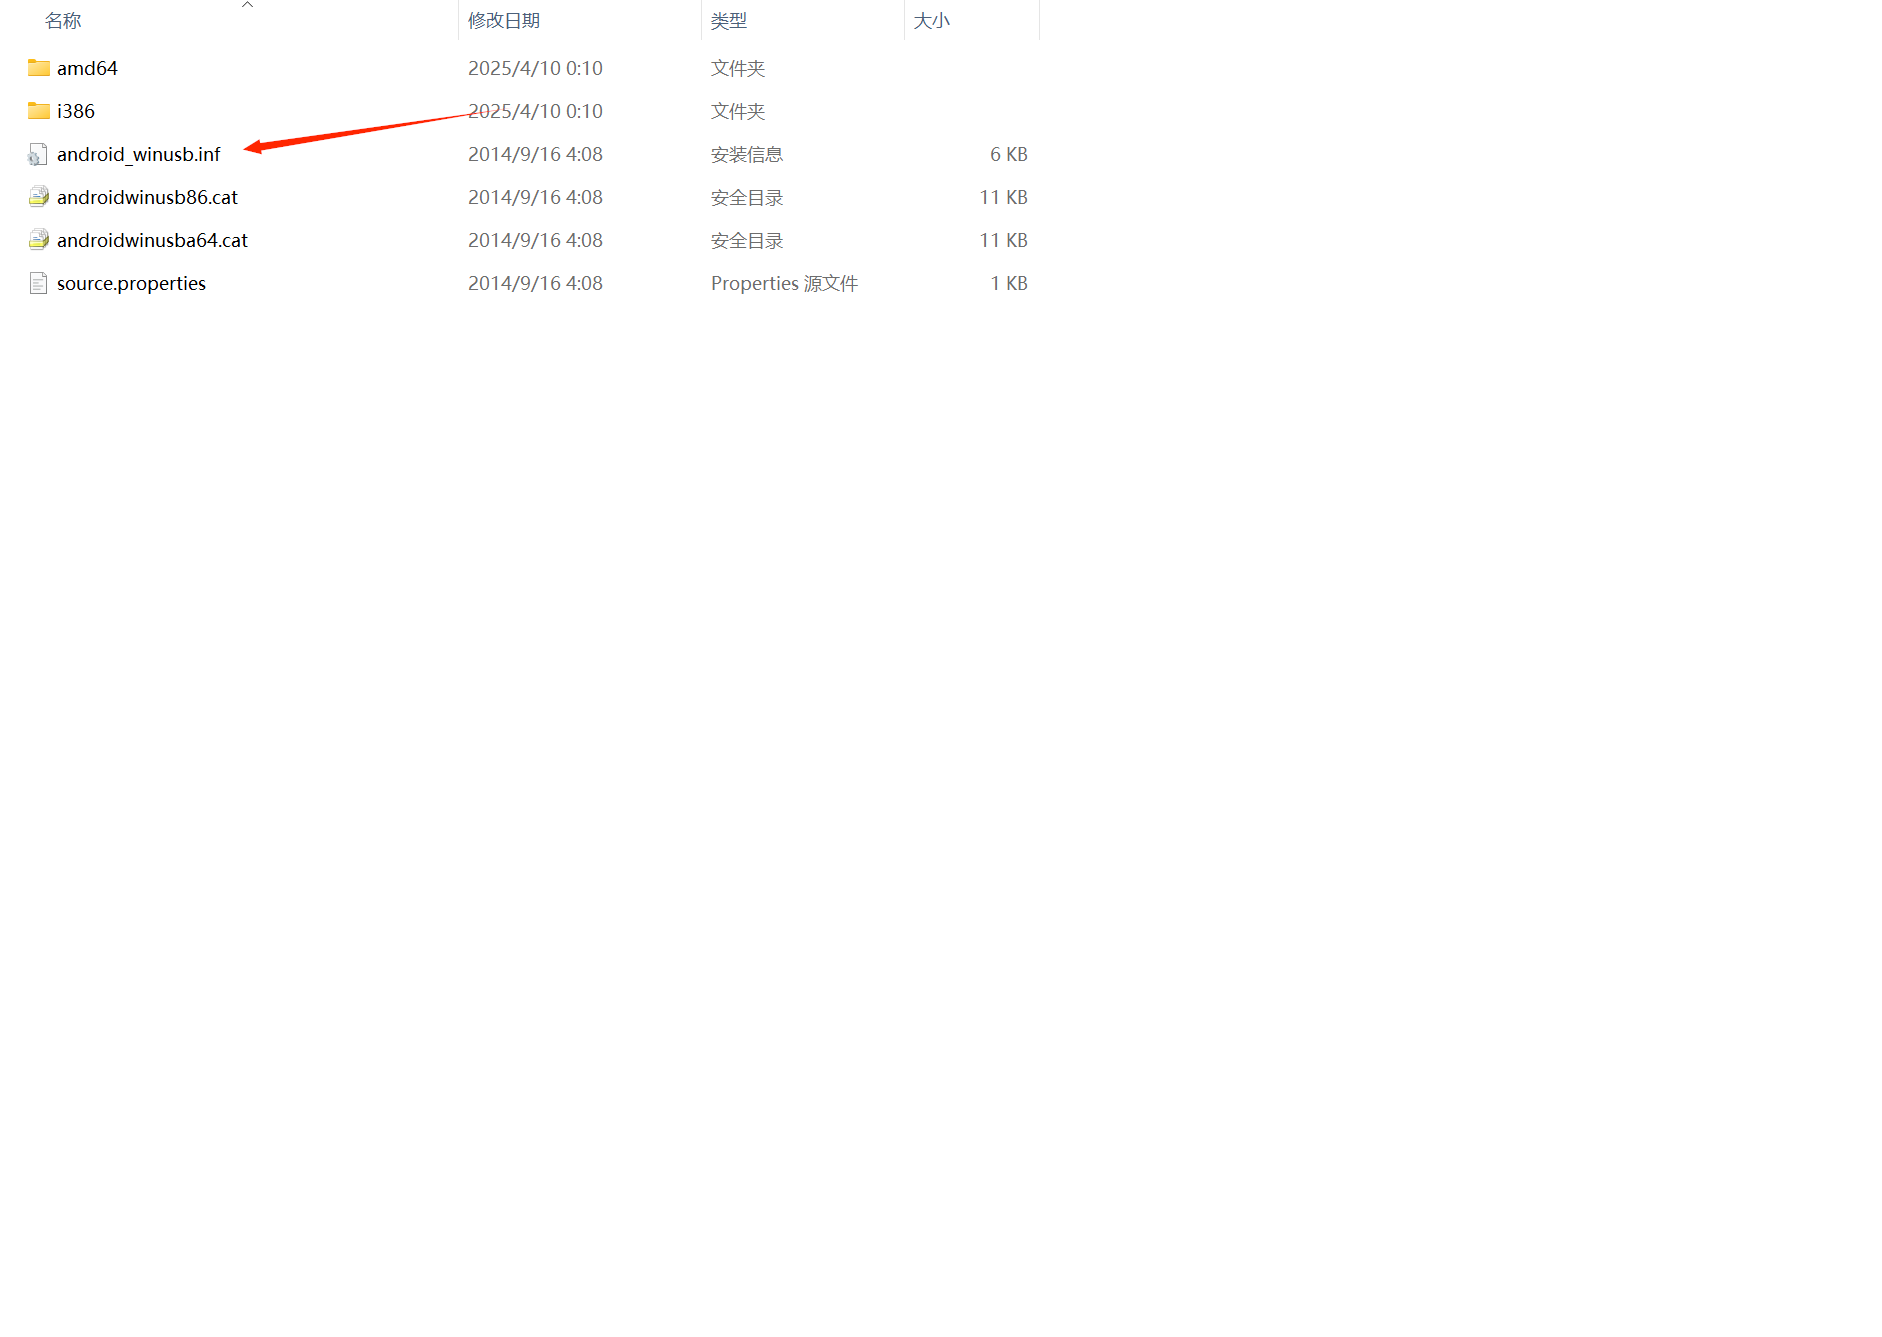 名称 修改日期 类型 大小
amd64 2025/4/10 0:10 文件夹
i386 2025/4/10 0:10 文件夹
android_winusb.inf 2014/9/16 4:08 安装信息 6 KB
androidwinusb86.cat 2014/9/16 4:08 安全目录 11 KB
androidwinusba64.cat 2014/9/16 4:08 安全目录 11 KB
source.properties 2014/9/16 4:08 Properties 源文件 1 KB